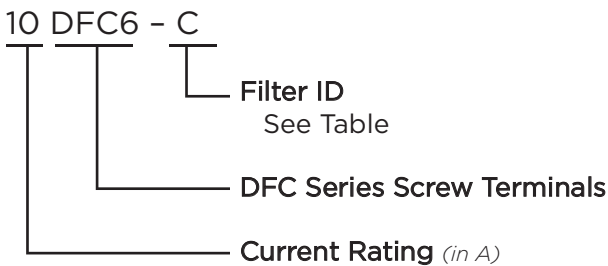 10 DFC6 – C
Filter ID
See Table
DFC Series Screw Terminals
Current Rating (in A)